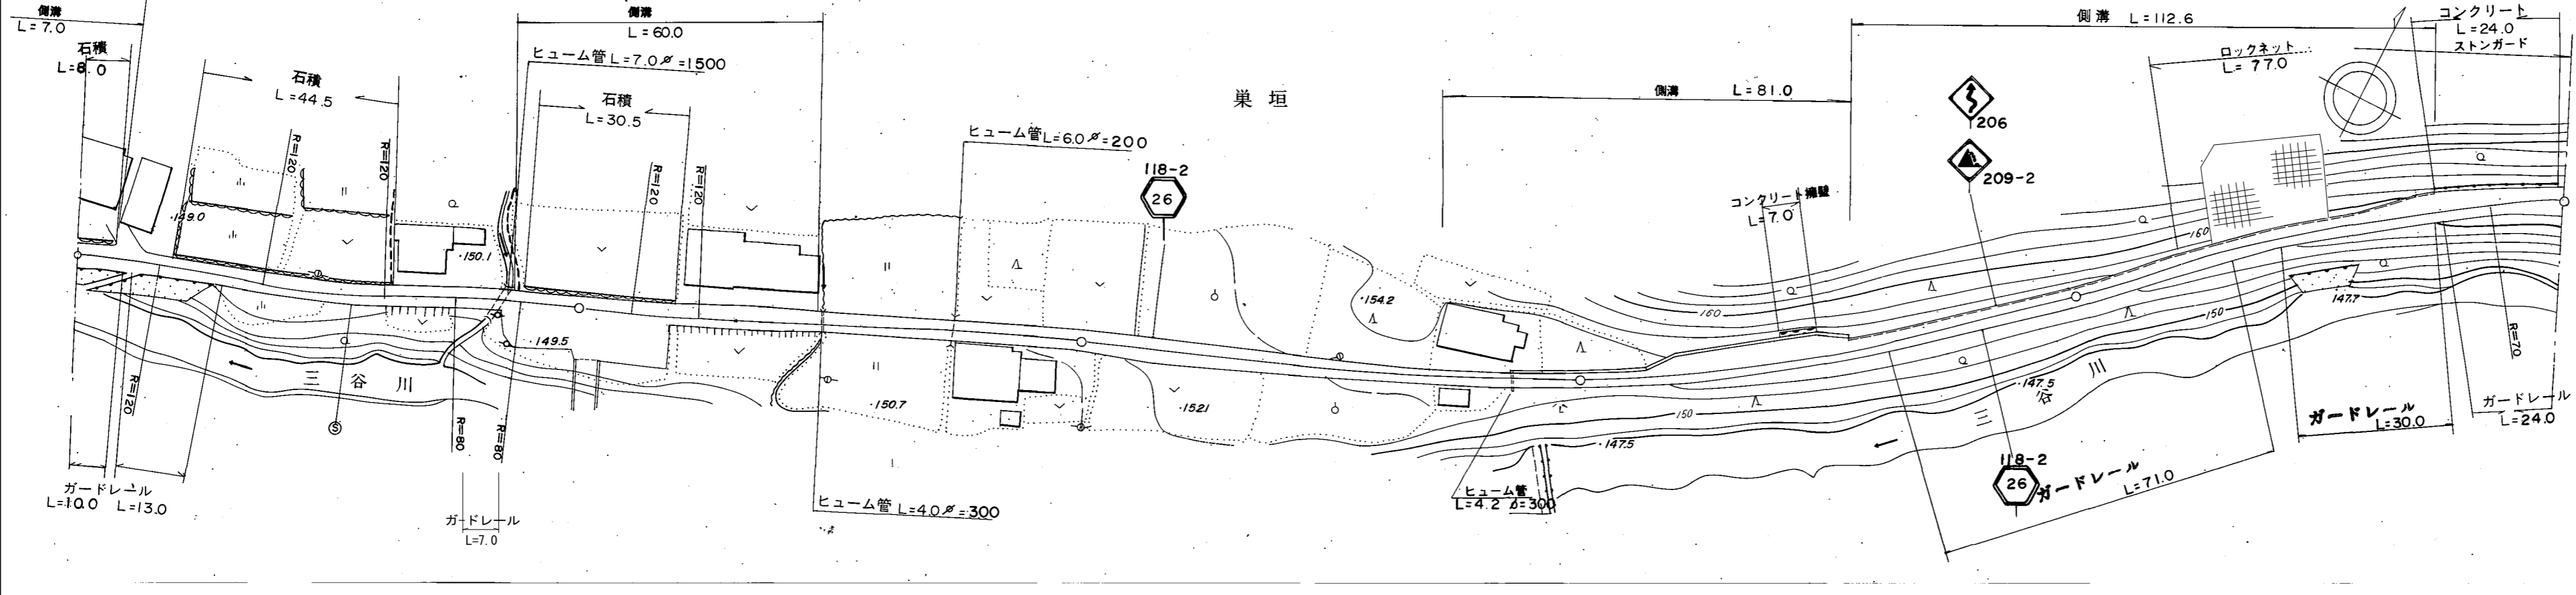 側溝
L=7.0
石積
L=8.0
石積
L=44.5
側溝
L=60.0
ヒューム管 L=7.0 ø=1500
石積
L=30.5
R=120
R=120
R=120
R=120
巣垣
ヒューム管 L=6.0 ø=200
118-2
26
側溝 L=81.0
206
209-2
側溝 L=112.6
ロックネット
L=77.0
コンクリート
L=24.0
ストンガード
コンクリート擁壁
L=7.0
149.0
150.1
149.5
150.7
152.1
154.2
160
160
150
150
147.7
147.5
147.5
三谷川
三谷川
S
R=120
R=80
R=80
R=70
ガードレール
L=10.0 L=13.0
ガードレール
L=7.0
ヒューム管 L=4.0 ø=300
ヒューム管
L=4.2 ø=300
118-2
26
ガードレール
L=71.0
ガードレール
L=30.0
ガードレール
L=24.0